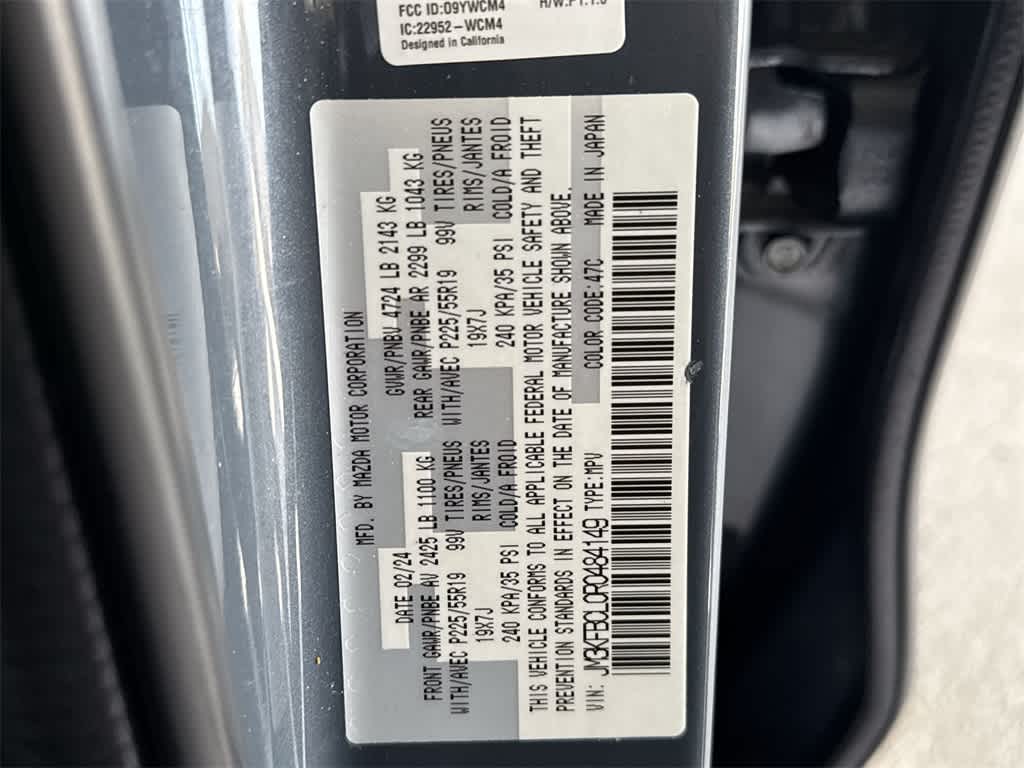 FCC ID:O9YWCM4
IC:22952-WCM4
Designed in California
MFD. BY MAZDA MOTOR CORPORATION
DATE 02/24 GVWR/PNBV 4724 LB 2143 KG
FRONT GAWR/PNBE AV 2425 LB 1100 KG REAR GAWR/PNBE AR 2299 LB 1043 KG
WITH/AVEC P225/55R19 99V TIRES/PNEUS WITH/AVEC P225/55R19 99V TIRES/PNEUS
19X7J RIMS/JANTES 19X7J RIMS/JANTES
240 KPA/35 PSI COLD/A FROID 240 KPA/35 PSI COLD/A FROID
THIS VEHICLE CONFORMS TO ALL APPLICABLE FEDERAL MOTOR VEHICLE SAFETY AND THEFT
PREVENTION STANDARDS IN EFFECT ON THE DATE OF MANUFACTURE SHOWN ABOVE.
VIN: JM3KFBCL0R0484149 TYPE:MPV COLOR CODE:47C MADE IN JAPAN